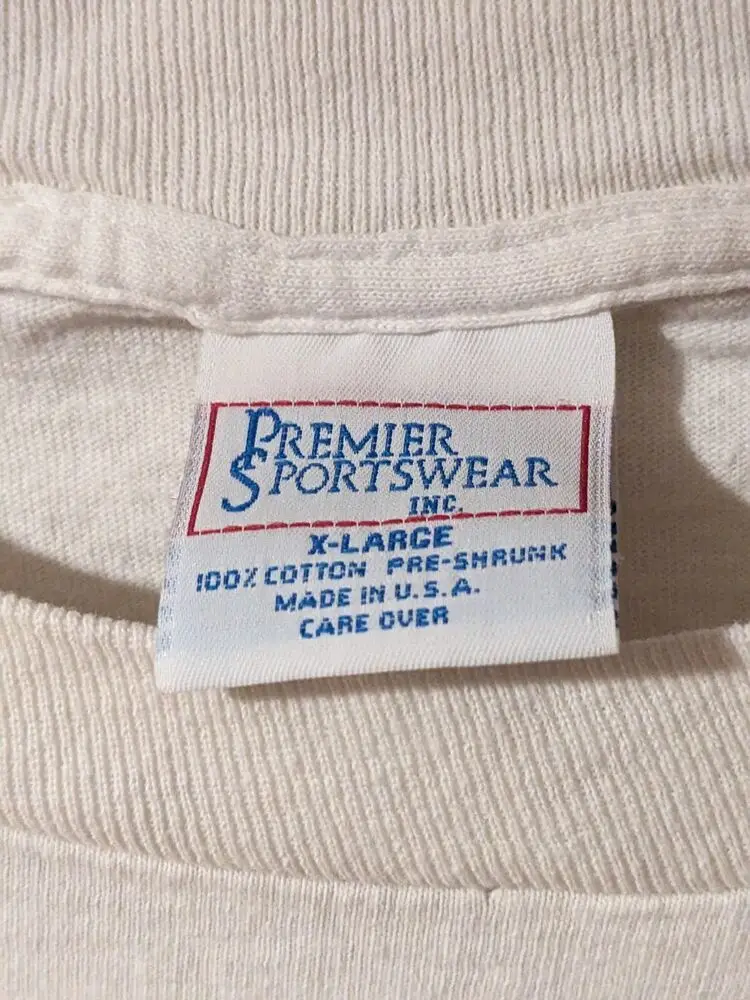 PREMIER
SPORTSWEAR
INC.
X-LARGE
100% COTTON PRE-SHRUNK
MADE IN U.S.A.
CARE OVER